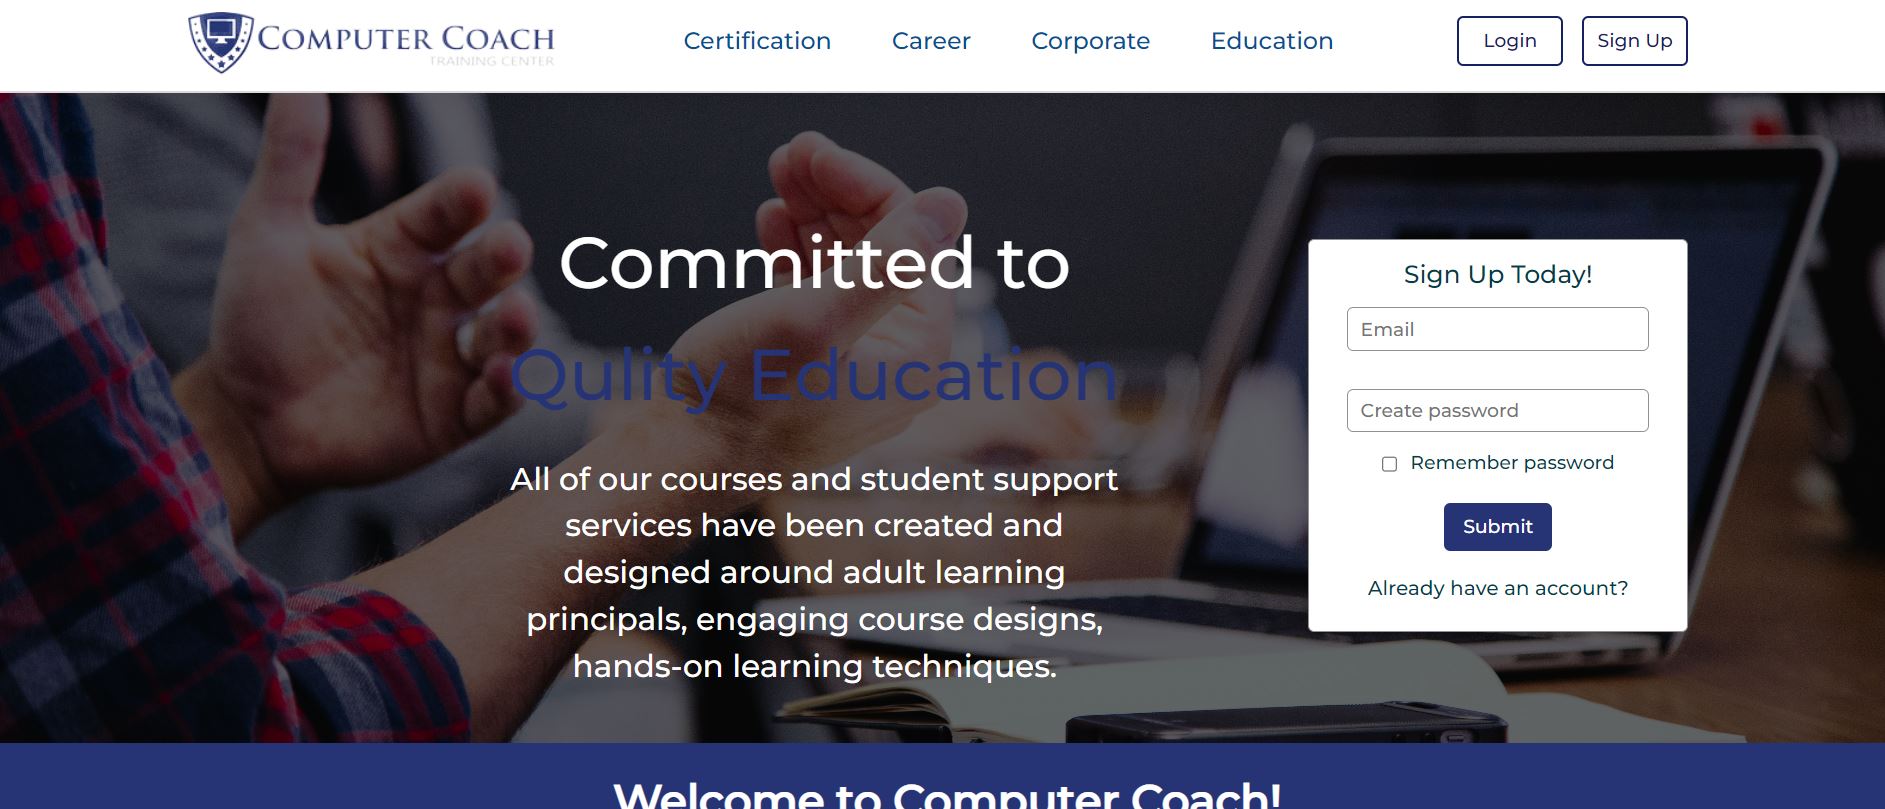 COMPUTER COACH
TRAINING CENTER
Certification
Career
Corporate
Education
Login
Sign Up
Committed to
Qulity Education
All of our courses and student support
services have been created and
designed around adult learning
principals, engaging course designs,
hands-on learning techniques.
Sign Up Today!
Email
Create password
Remember password
Submit
Already have an account?
Welcome to Computer Coach!